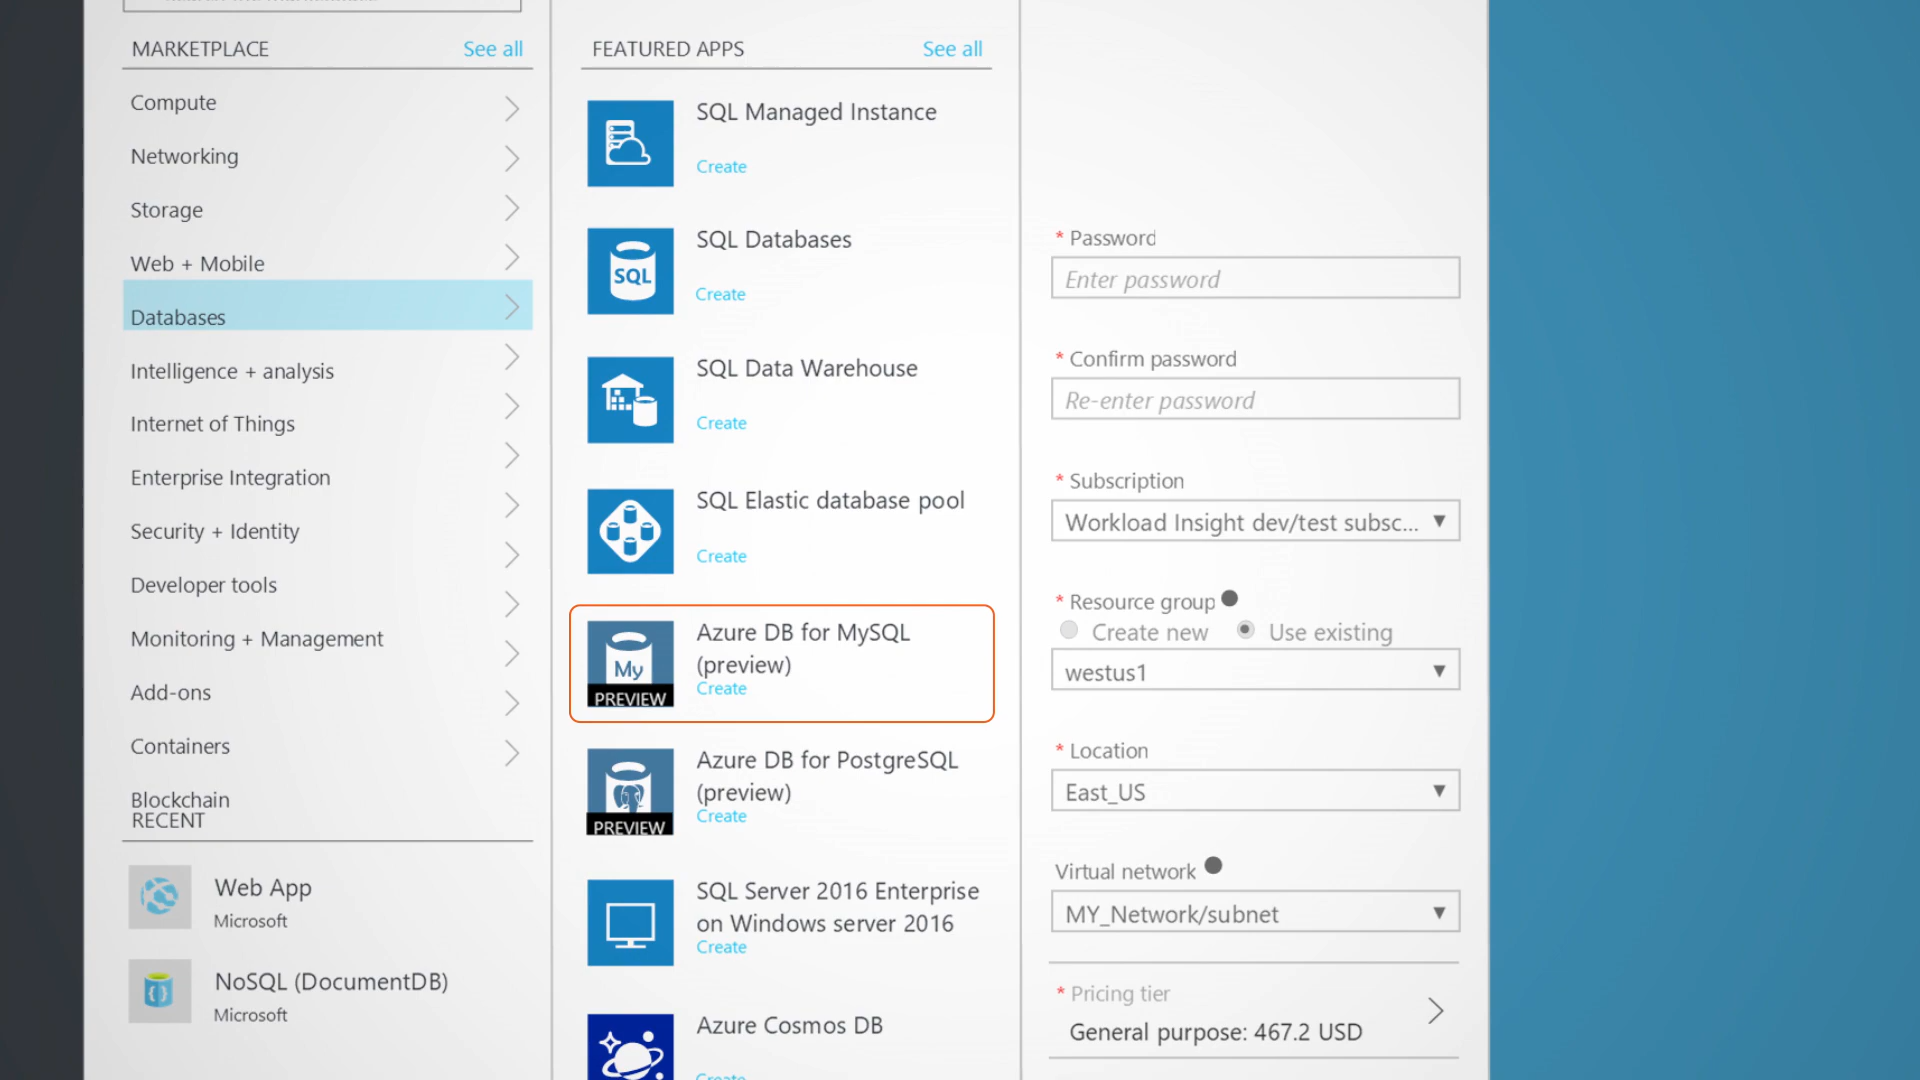 MARKETPLACE
See all
Compute
Networking
Storage
Web + Mobile
Databases
Intelligence + analysis
Internet of Things
Enterprise Integration
Security + Identity
Developer tools
Monitoring + Management
Add-ons
Containers
Blockchain
RECENT
Web App
Microsoft
NoSQL (DocumentDB)
Microsoft
FEATURED APPS
See all
SQL Managed Instance
Create
SQL
SQL Databases
Create
SQL Data Warehouse
Create
SQL Elastic database pool
Create
My
PREVIEW
Azure DB for MySQL
(preview)
Create
PREVIEW
Azure DB for PostgreSQL
(preview)
Create
SQL Server 2016 Enterprise
on Windows server 2016
Create
Azure Cosmos DB
Create
* Password
Enter password
* Confirm password
Re-enter password
* Subscription
Workload Insight dev/test subsc...
* Resource group
Create new
Use existing
westus1
* Location
East_US
Virtual network
MY_Network/subnet
* Pricing tier
General purpose: 467.2 USD